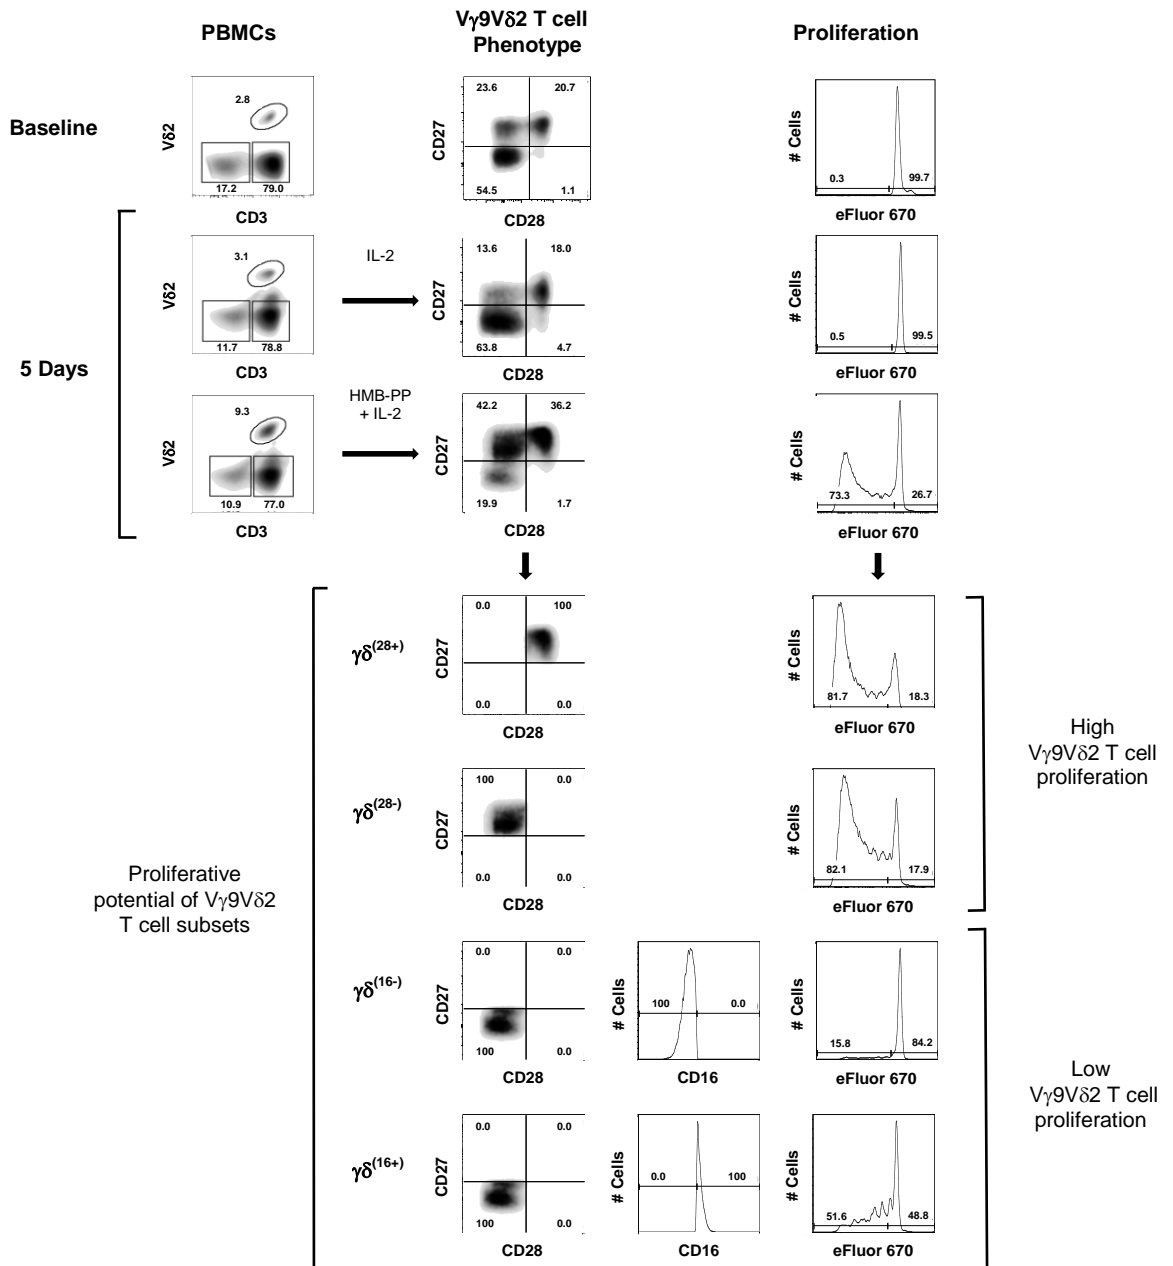 PBMCs
Vγ9Vδ2 T cell
Phenotype
Proliferation
Baseline
Vδ2
2.8
17.2
79.0
CD3
CD27
23.6
20.7
54.5
1.1
CD28
# Cells
0.3
99.7
eFluor 670
5 Days
Vδ2
3.1
11.7
78.8
CD3
IL-2
CD27
13.6
18.0
63.8
4.7
CD28
# Cells
0.5
99.5
eFluor 670
Vδ2
9.3
10.9
77.0
CD3
HMB-PP
+ IL-2
CD27
42.2
36.2
19.9
1.7
CD28
# Cells
73.3
26.7
eFluor 670
Proliferative
potential of Vγ9Vδ2
T cell subsets
γδ(28+)
CD27
0.0
100
0.0
0.0
CD28
# Cells
81.7
18.3
eFluor 670
γδ(28-)
CD27
100
0.0
0.0
0.0
CD28
# Cells
82.1
17.9
eFluor 670
High
Vγ9Vδ2 T cell
proliferation
γδ(16-)
CD27
0.0
0.0
100
0.0
CD28
# Cells
100
0.0
CD16
# Cells
15.8
84.2
eFluor 670
γδ(16+)
CD27
0.0
0.0
100
0.0
CD28
# Cells
0.0
100
CD16
# Cells
51.6
48.8
eFluor 670
Low
Vγ9Vδ2 T cell
proliferation